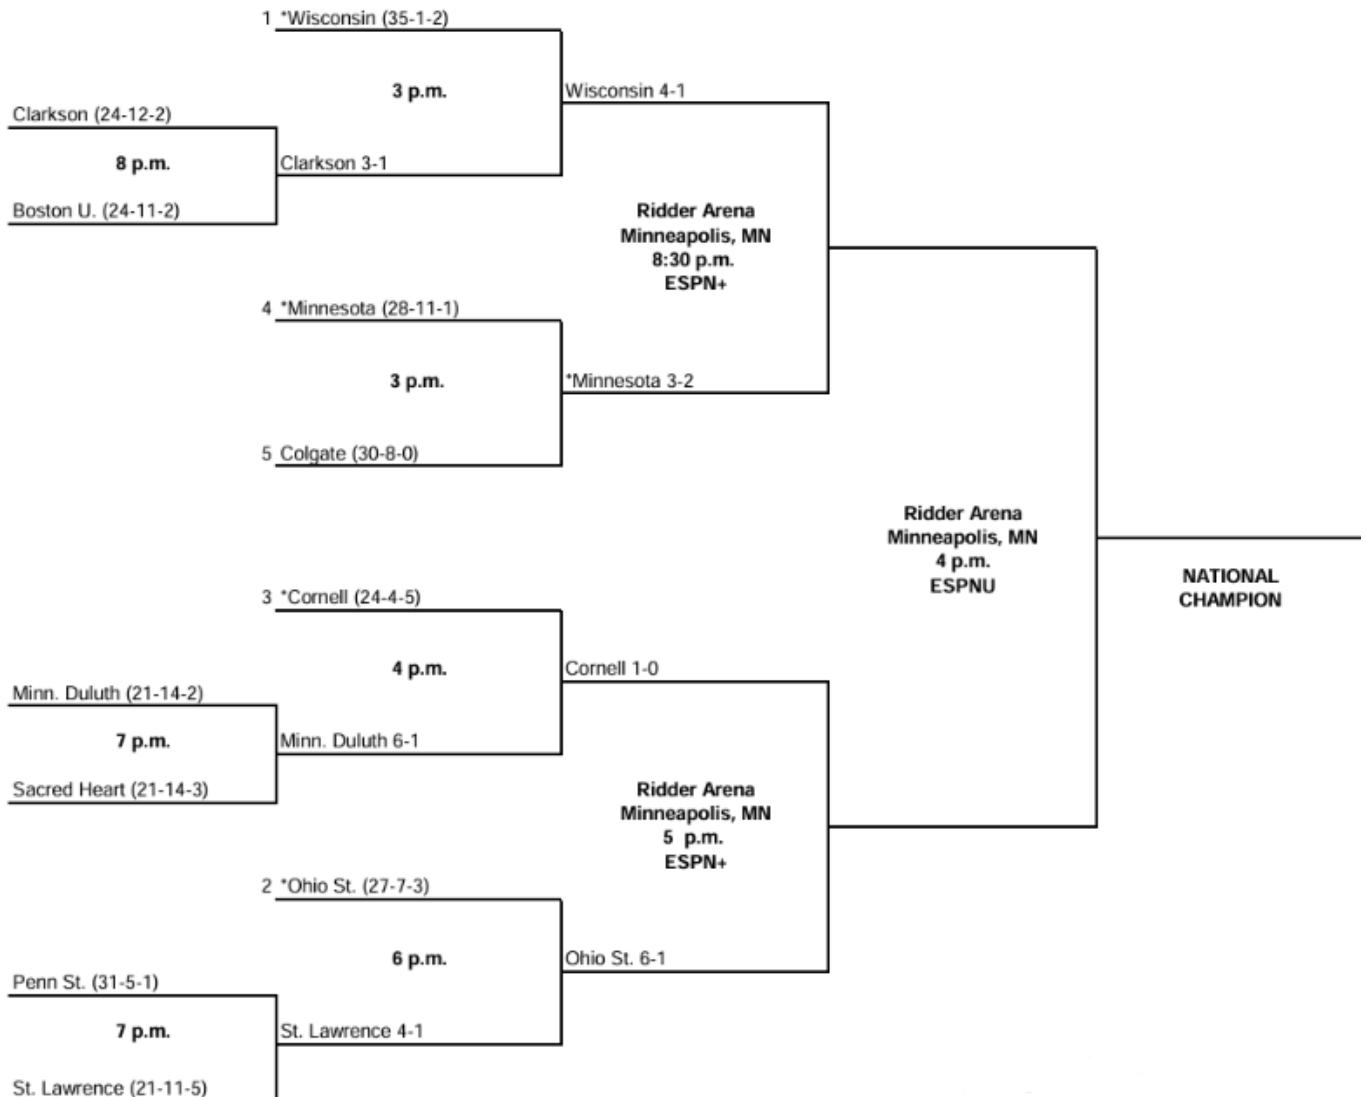 1 *Wisconsin (35-1-2)
3 p.m.
Wisconsin 4-1
Clarkson (24-12-2)
8 p.m.
Clarkson 3-1
Boston U. (24-11-2)
Ridder Arena
Minneapolis, MN
8:30 p.m.
ESPN+
4 *Minnesota (28-11-1)
3 p.m.
*Minnesota 3-2
5 Colgate (30-8-0)
Ridder Arena
Minneapolis, MN
4 p.m.
ESPNU
NATIONAL
CHAMPION
3 *Cornell (24-4-5)
4 p.m.
Cornell 1-0
Minn. Duluth (21-14-2)
7 p.m.
Minn. Duluth 6-1
Sacred Heart (21-14-3)
Ridder Arena
Minneapolis, MN
5 p.m.
ESPN+
2 *Ohio St. (27-7-3)
6 p.m.
Ohio St. 6-1
Penn St. (31-5-1)
7 p.m.
St. Lawrence 4-1
St. Lawrence (21-11-5)